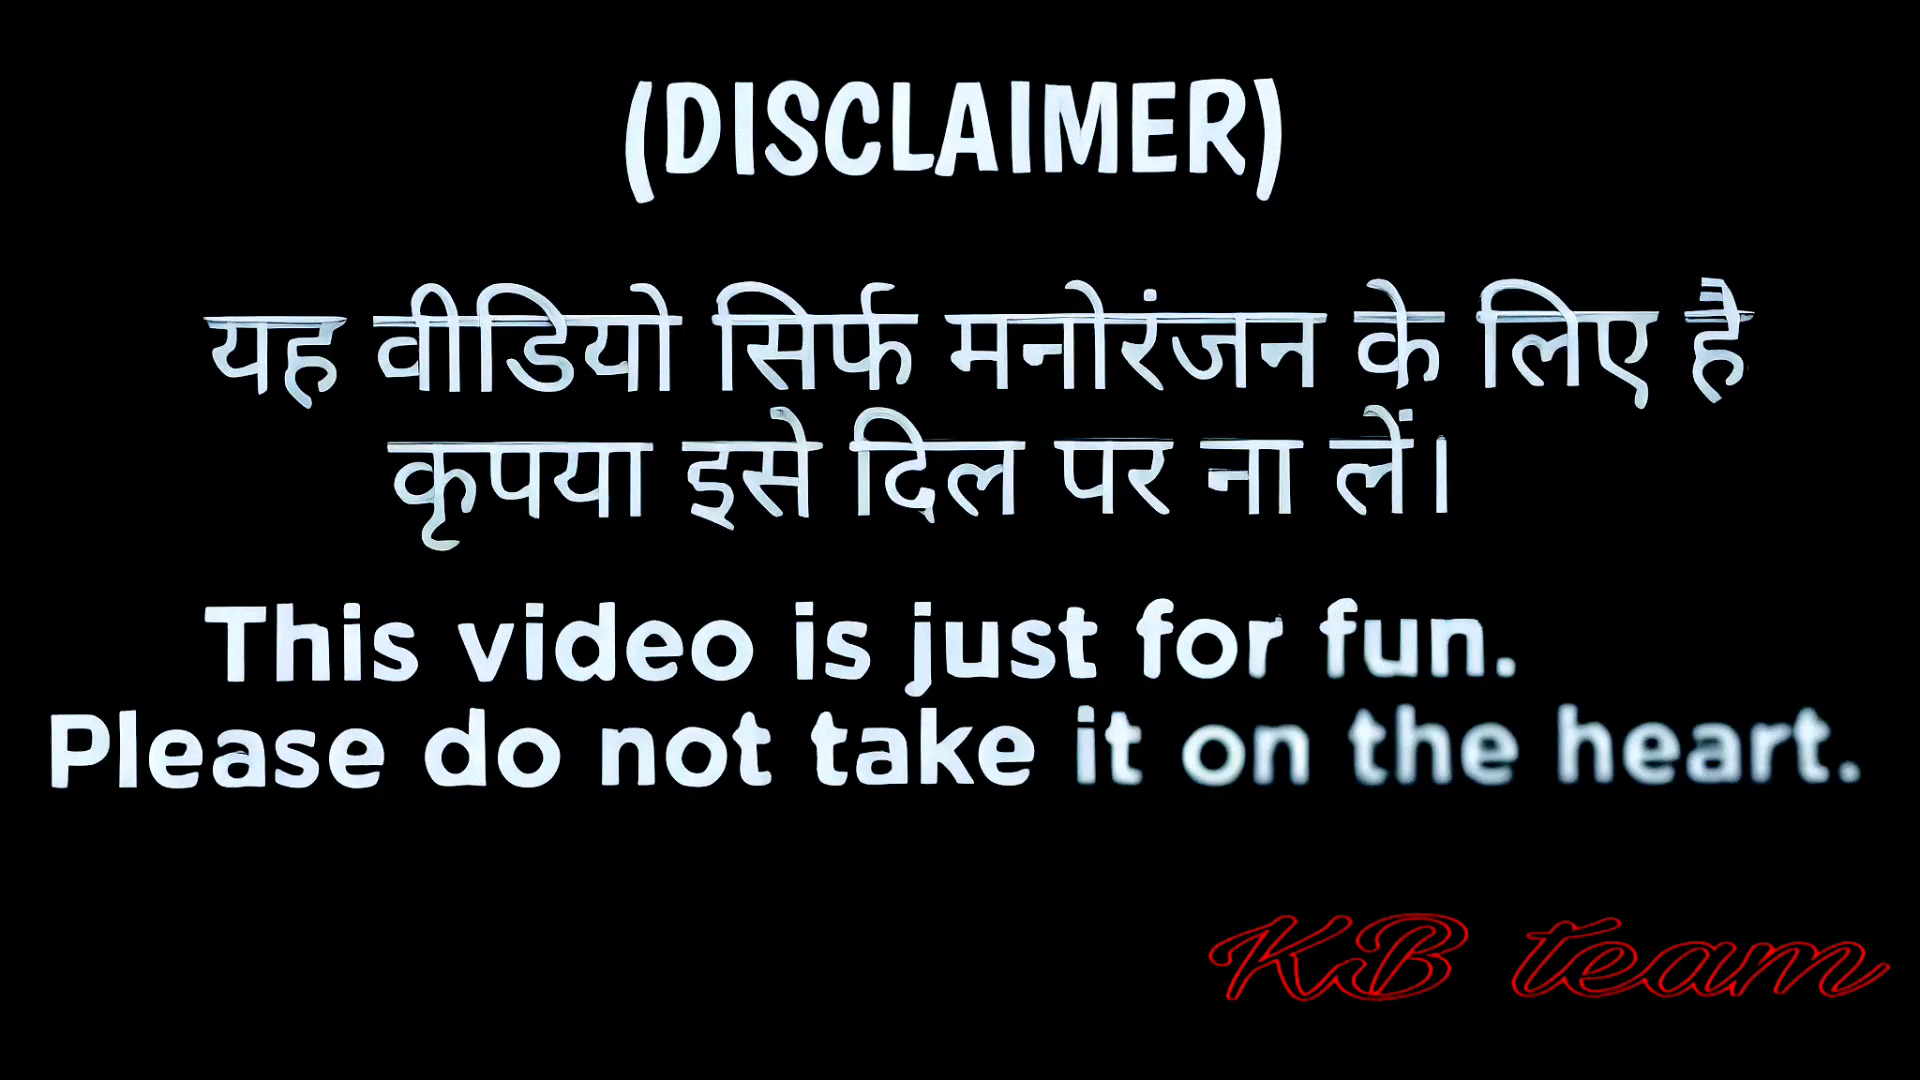 (DISCLAIMER)
यह वीडियो सिर्फ मनोरंजन के लिए है
कृपया इसे दिल पर ना लें।
This video is just for fun.
Please do not take it on the heart.
KB team